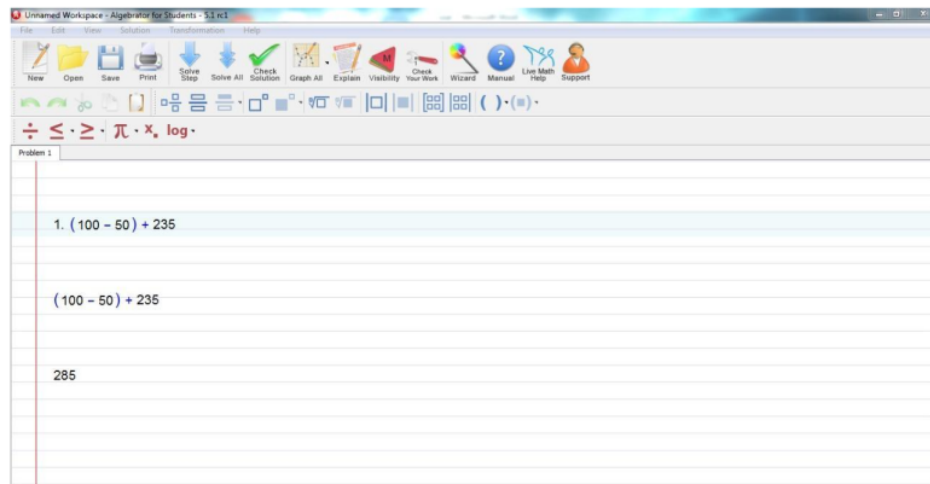 Unnamed Workspace - Algebrator for Students - 5.1 rc1
File Edit View Solution Transformation Help
New Open Save Print Solve Step Solve All Check Solution Graph All Explain Visibility Check Your Work Wizard Manual Live Math Help Support
÷ ≤ ≥ π x log
Problem 1
1. (100 – 50) + 235
(100 – 50) + 235
285